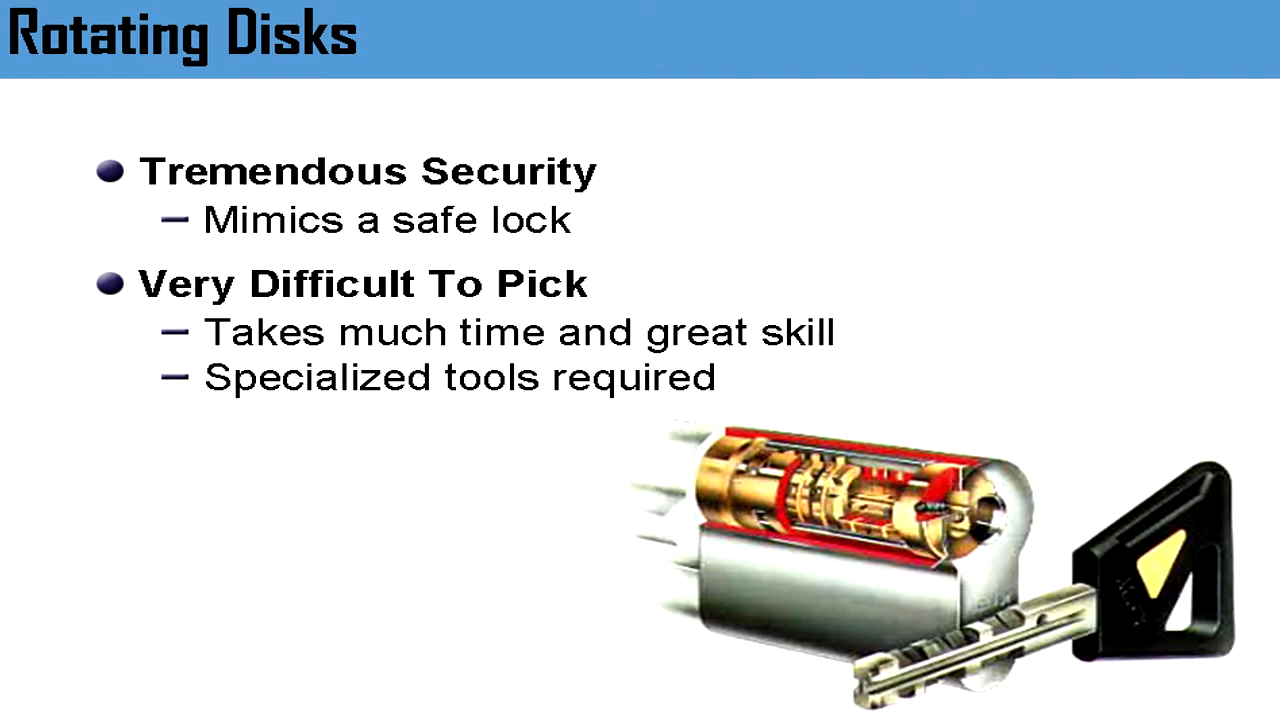 Rotating Disks
Tremendous Security
– Mimics a safe lock
Very Difficult To Pick
– Takes much time and great skill
– Specialized tools required